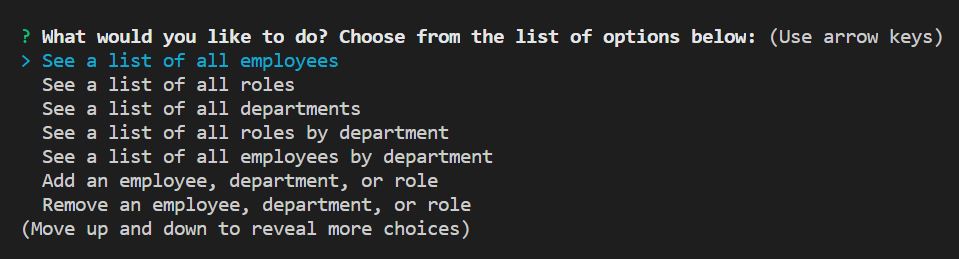 ? What would you like to do? Choose from the list of options below: (Use arrow keys)
> See a list of all employees
See a list of all roles
See a list of all departments
See a list of all roles by department
See a list of all employees by department
Add an employee, department, or role
Remove an employee, department, or role
(Move up and down to reveal more choices)